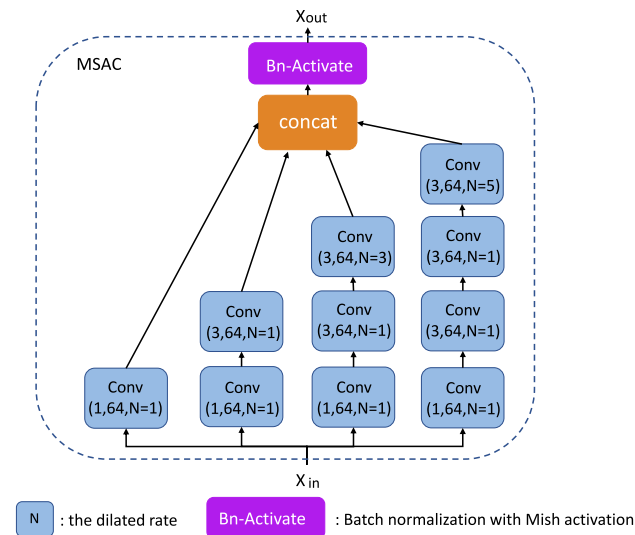 Xout
MSAC
Bn-Activate
concat
Conv
(3,64,N=5)
Conv
(3,64,N=3)
Conv
(3,64,N=1)
Conv
(3,64,N=1)
Conv
(3,64,N=1)
Conv
(3,64,N=1)
Conv
(1,64,N=1)
Conv
(1,64,N=1)
Conv
(1,64,N=1)
Conv
(1,64,N=1)
X in
N : the dilated rate
Bn-Activate : Batch normalization with Mish activation